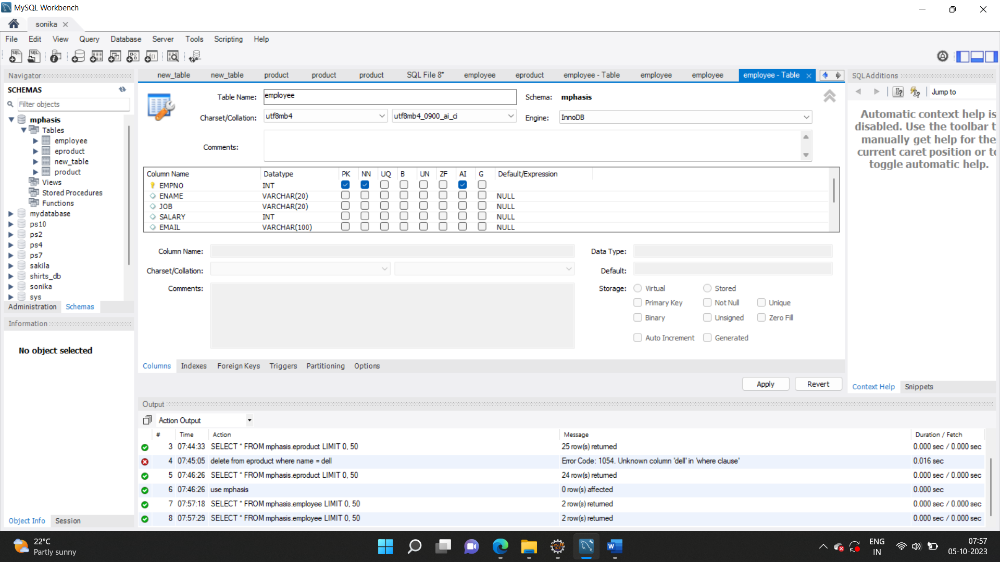 MySQL Workbench
sonika
File Edit View Query Database Server Tools Scripting Help
Navigator
SCHEMAS
Filter objects
mphasis
Tables
employee
eproduct
new_table
product
Views
Stored Procedures
Functions
mydatabase
ps10
ps2
ps4
ps7
sakila
shirts_db
sonika
sys
Administration Schemas
Information
No object selected
Object Info Session
new_table new_table product product product SQL File 8* employee eproduct employee - Table employee employee employee - Table
Table Name: employee Schema: mphasis
Charset/Collation: utf8mb4 utf8mb4_0900_ai_ci Engine: InnoDB
Comments:
Column Name Datatype PK NN UQ B UN ZF AI G Default/Expression
EMPNO INT
ENAME VARCHAR(20) NULL
JOB VARCHAR(20) NULL
SALARY INT NULL
EMAIL VARCHAR(100) NULL
Column Name: Data Type:
Charset/Collation: Default:
Comments: Storage: Virtual Stored
Primary Key Not Null Unique
Binary Unsigned Zero Fill
Auto Increment Generated
Columns Indexes Foreign Keys Triggers Partitioning Options
Apply Revert
SQLAdditions
Jump to
Automatic context help is
disabled. Use the toolbar t
manually get help for the
current caret position or to
toggle automatic help.
Context Help Snippets
Output
Action Output
# Time Action Message Duration / Fetch
3 07:44:33 SELECT * FROM mphasis.eproduct LIMIT 0, 50 25 row(s) returned 0.000 sec / 0.000 sec
4 07:45:05 delete from eproduct where name = dell Error Code: 1054. Unknown column 'dell' in 'where clause' 0.016 sec
5 07:46:26 SELECT * FROM mphasis.eproduct LIMIT 0, 50 24 row(s) returned 0.000 sec / 0.000 sec
6 07:46:26 use mphasis 0 row(s) affected 0.000 sec
7 07:57:18 SELECT * FROM mphasis.employee LIMIT 0, 50 2 row(s) returned 0.000 sec / 0.000 sec
8 07:57:29 SELECT * FROM mphasis.employee LIMIT 0, 50 2 row(s) returned 0.000 sec / 0.000 sec
22°C
Partly sunny
ENG
IN
07:57
05-10-2023